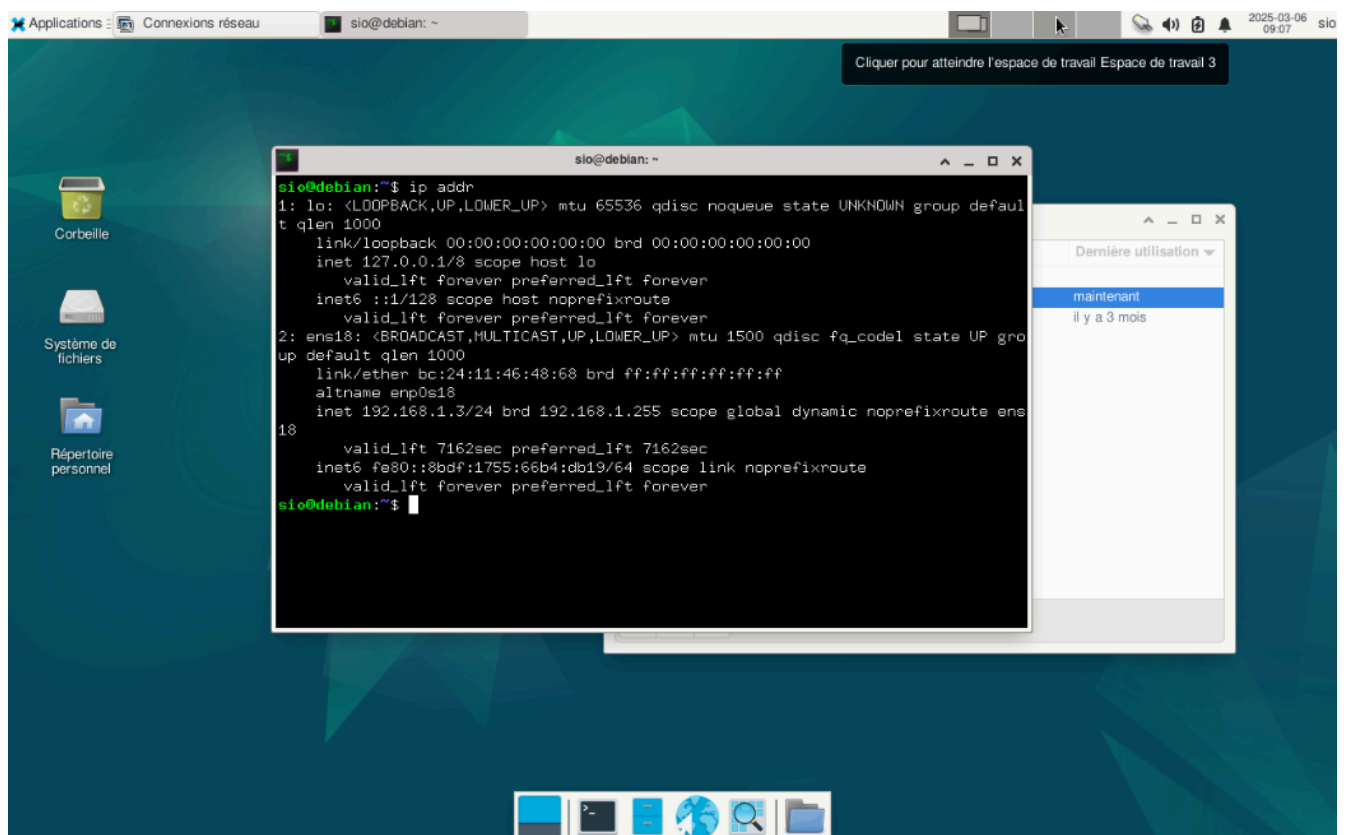 Applications
Connexions réseau
sio@debian: ~
2025-03-06
09:07
sio
Cliquer pour atteindre l'espace de travail Espace de travail 3
Corbeille
Système de
fichiers
Répertoire
personnel
sio@debian: ~
sio@debian:~$ ip addr
1: lo: <LOOPBACK,UP,LOWER_UP> mtu 65536 qdisc noqueue state UNKNOWN group defaul
t qlen 1000
    link/loopback 00:00:00:00:00:00 brd 00:00:00:00:00:00
    inet 127.0.0.1/8 scope host lo
       valid_lft forever preferred_lft forever
    inet6 ::1/128 scope host noprefixroute
       valid_lft forever preferred_lft forever
2: ens18: <BROADCAST,MULTICAST,UP,LOWER_UP> mtu 1500 qdisc fq_codel state UP gro
up default qlen 1000
    link/ether bc:24:11:46:48:68 brd ff:ff:ff:ff:ff:ff
    altname enp0s18
    inet 192.168.1.3/24 brd 192.168.1.255 scope global dynamic noprefixroute ens
18
       valid_lft 7162sec preferred_lft 7162sec
    inet6 fe80::8bdf:1755:66b4:db19/64 scope link noprefixroute
       valid_lft forever preferred_lft forever
sio@debian:~$
Dernière utilisation
maintenant
il y a 3 mois